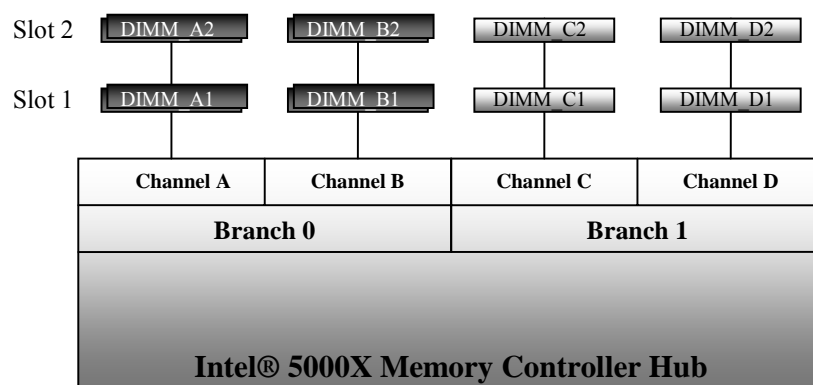 Slot 2 DIMM_A2 DIMM_B2 DIMM_C2 DIMM_D2
Slot 1 DIMM_A1 DIMM_B1 DIMM_C1 DIMM_D1
Channel A Channel B Channel C Channel D
Branch 0 Branch 1
Intel® 5000X Memory Controller Hub